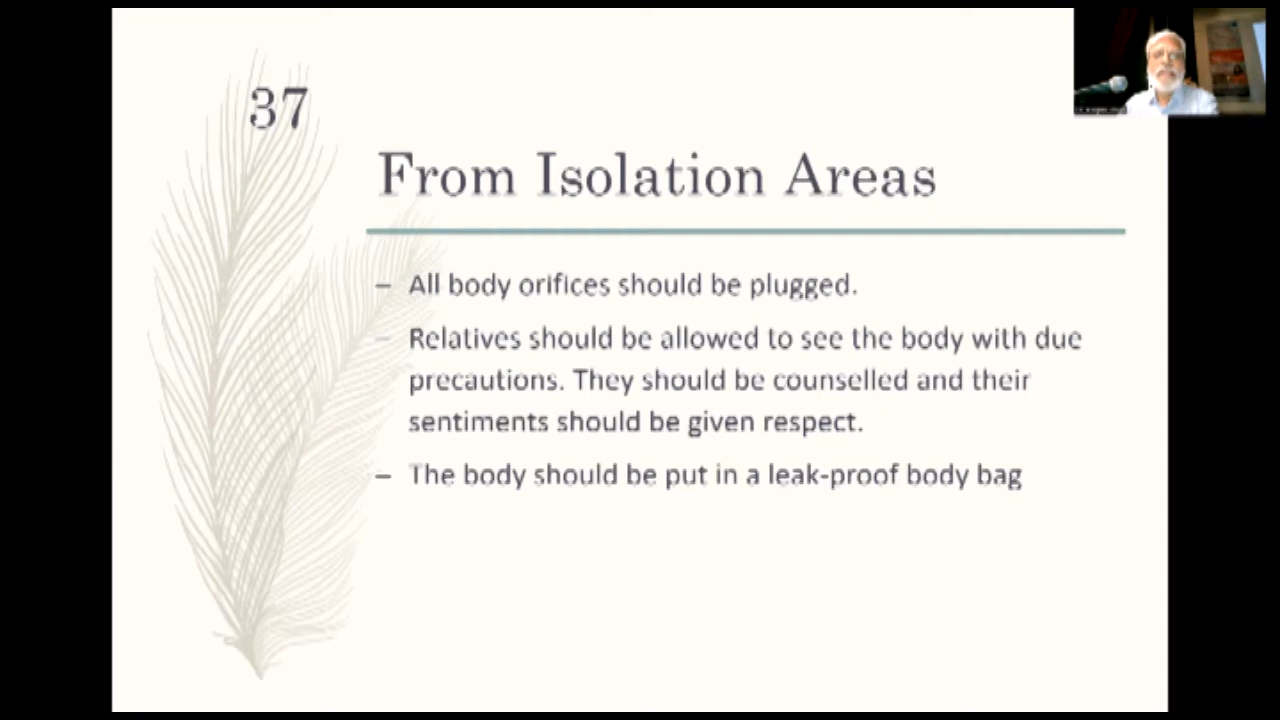 37
From Isolation Areas
– All body orifices should be plugged.
– Relatives should be allowed to see the body with due
precautions. They should be counselled and their
sentiments should be given respect.
– The body should be put in a leak-proof body bag